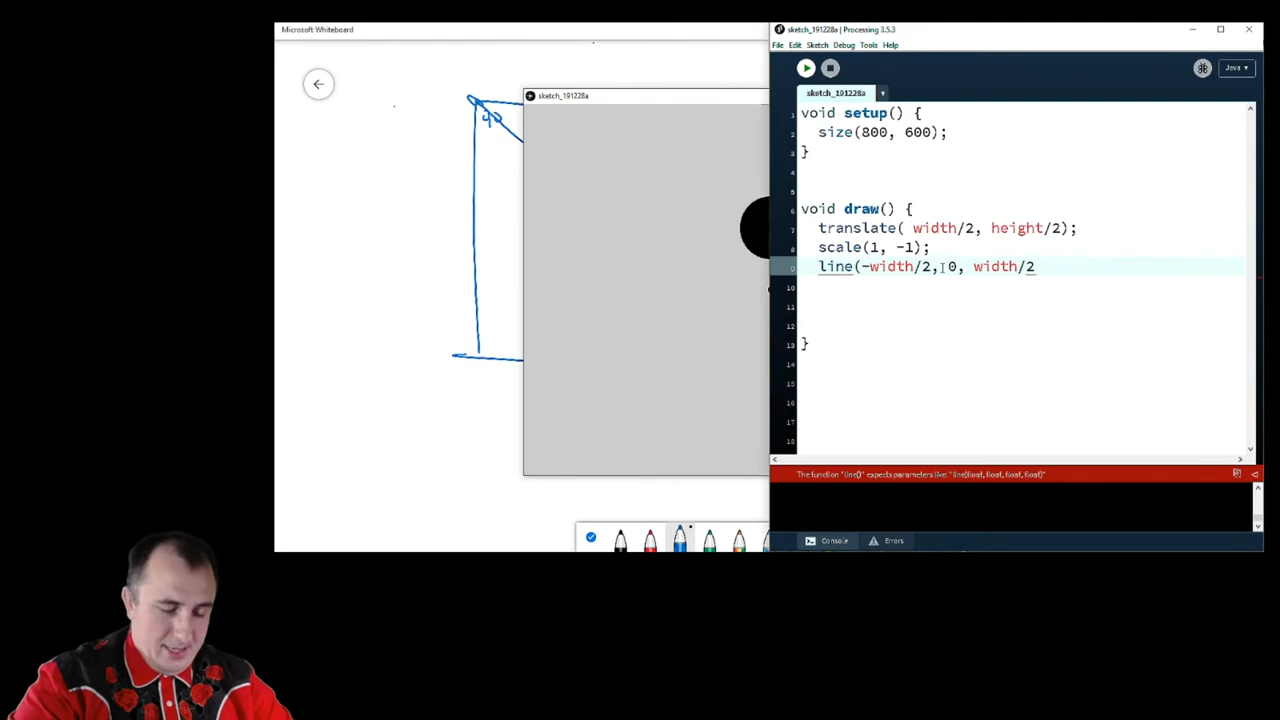 Microsoft Whiteboard
40
sketch_191228a
sketch_191228a | Processing 3.5.3
File Edit Sketch Debug Tools Help
Java
sketch_191228a
1 void setup() {
2 size(800, 600);
3 }
4
5
6 void draw() {
7 translate( width/2, height/2);
8 scale(1, -1);
9 line(-width/2, 0, width/2
10
11
12
13 }
14
15
16
17
18
The function "line()" expects parameters like: "line(float, float, float, float)"
Console Errors